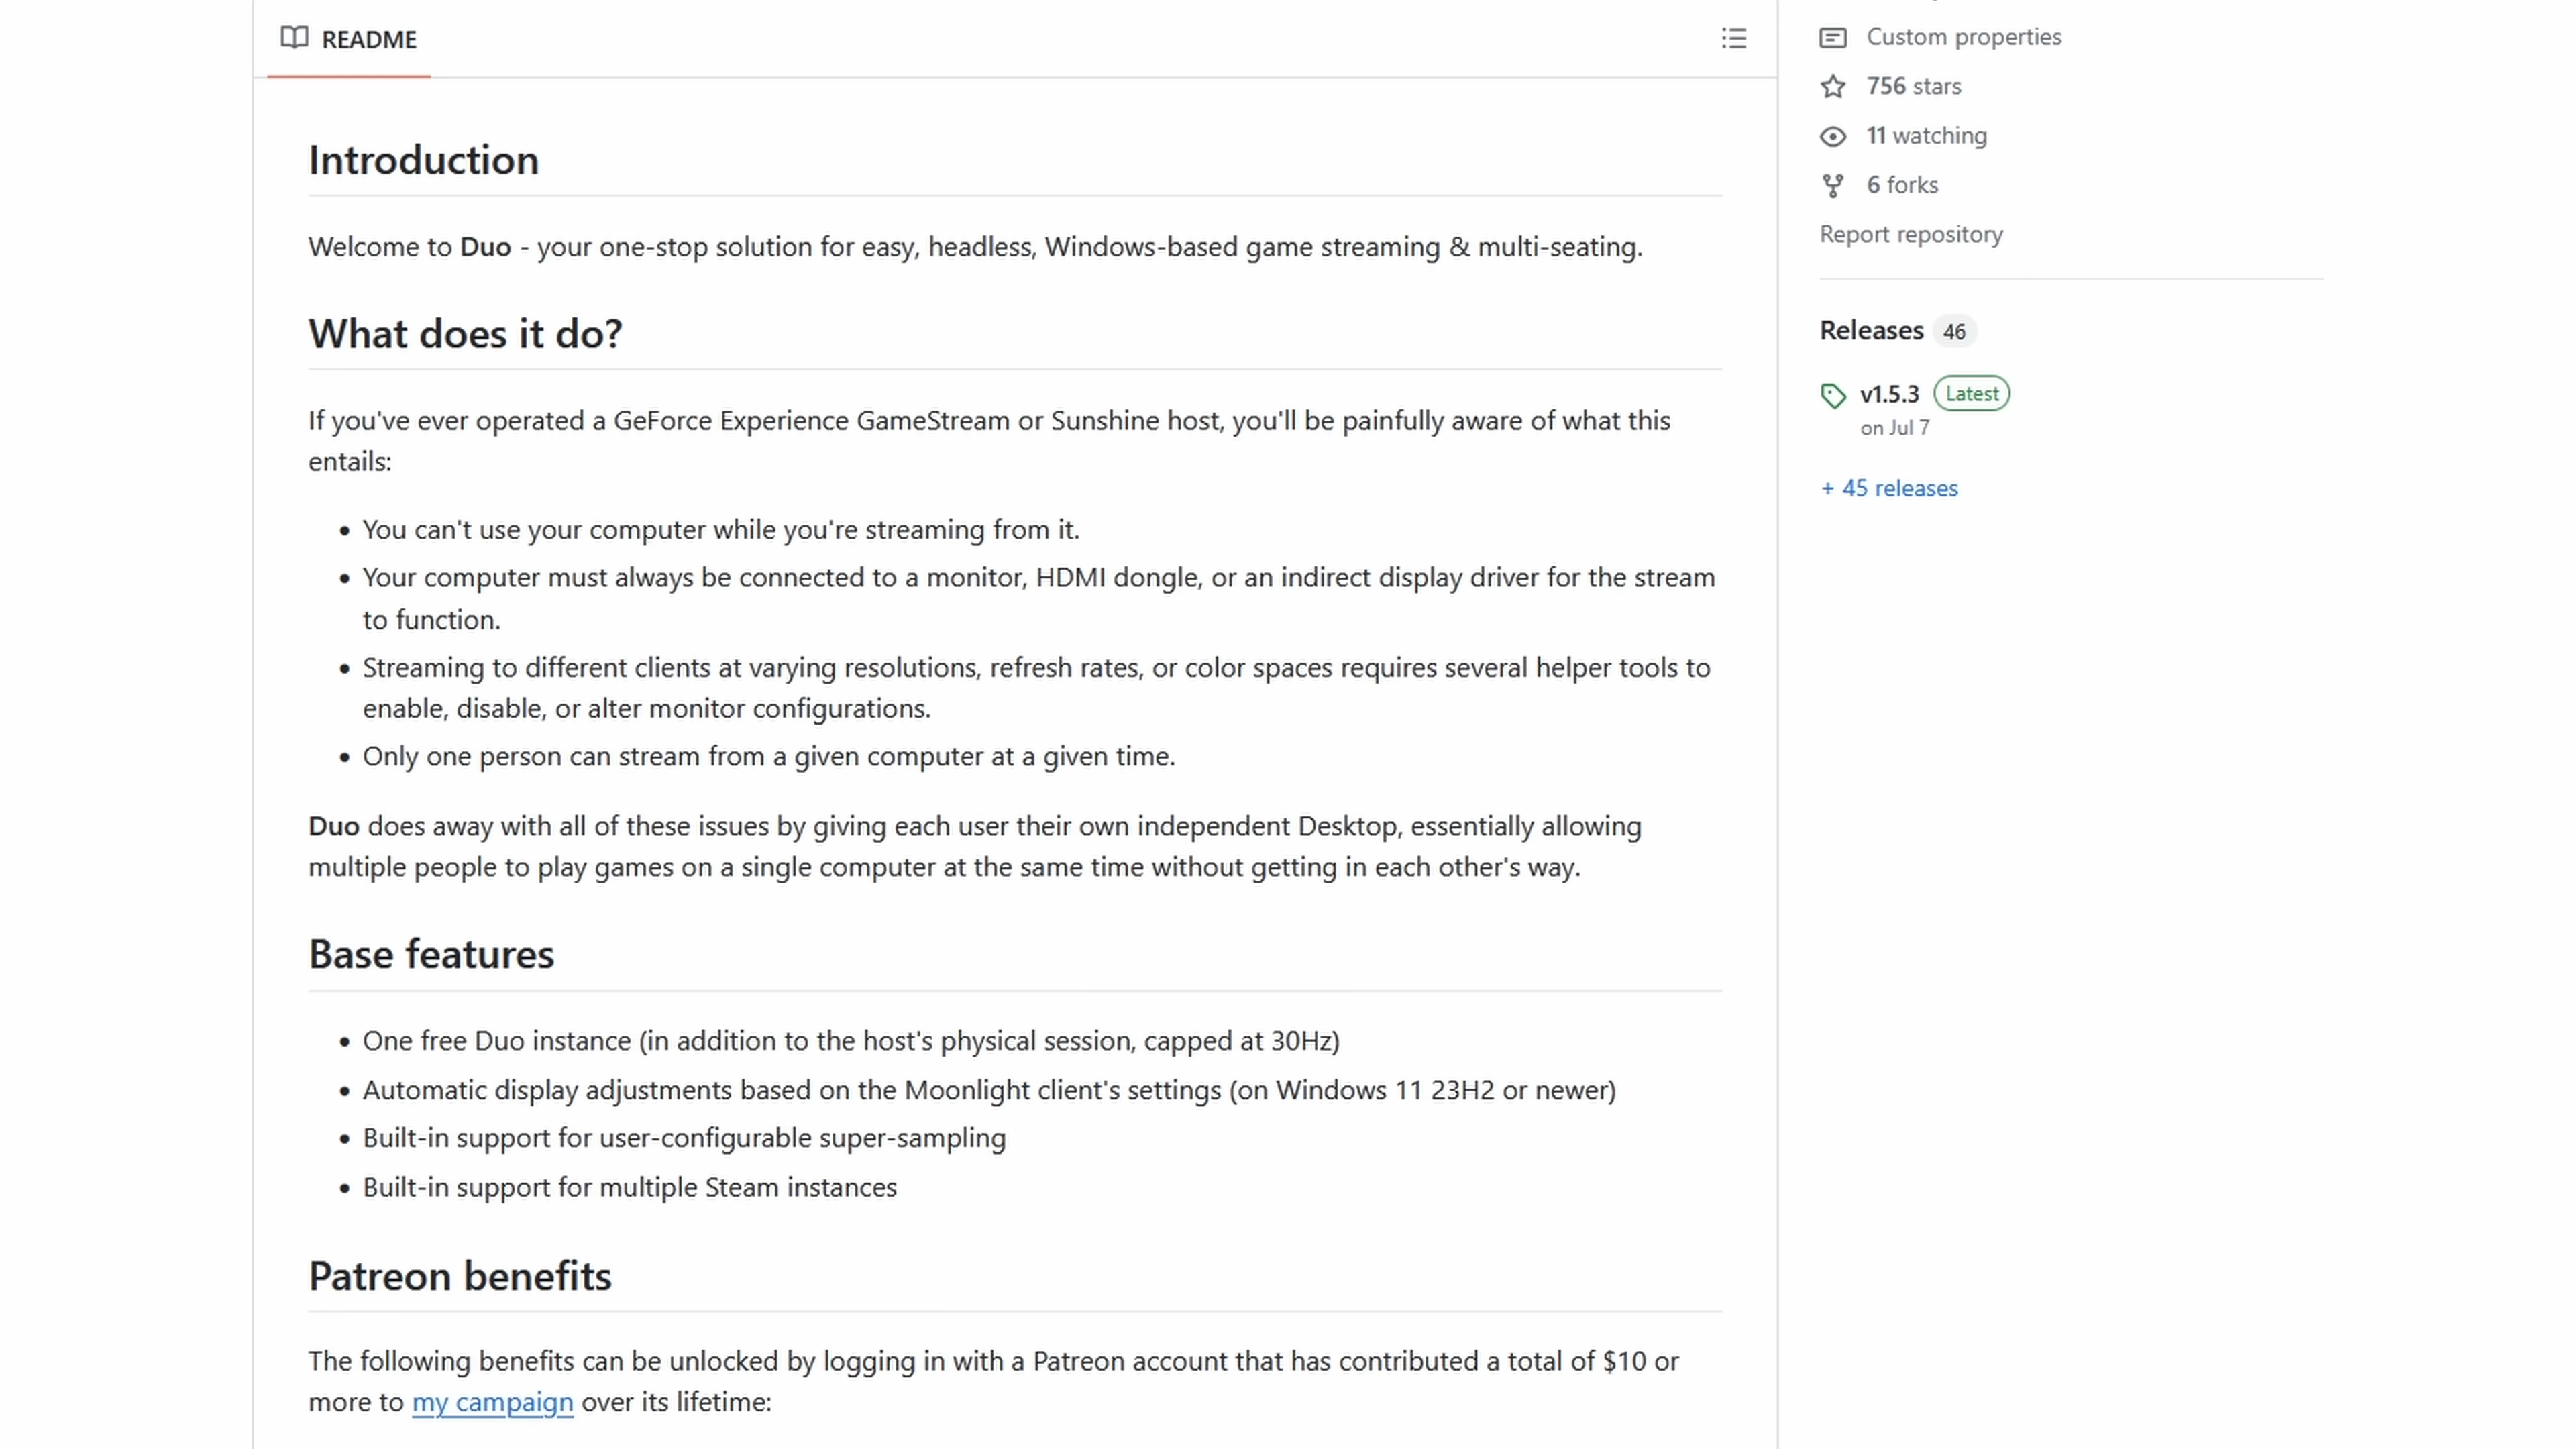 README
Introduction
Welcome to Duo - your one-stop solution for easy, headless, Windows-based game streaming & multi-seating.
What does it do?
If you've ever operated a GeForce Experience GameStream or Sunshine host, you'll be painfully aware of what this
entails:
• You can't use your computer while you're streaming from it.
• Your computer must always be connected to a monitor, HDMI dongle, or an indirect display driver for the stream
to function.
• Streaming to different clients at varying resolutions, refresh rates, or color spaces requires several helper tools to
enable, disable, or alter monitor configurations.
• Only one person can stream from a given computer at a given time.
Duo does away with all of these issues by giving each user their own independent Desktop, essentially allowing
multiple people to play games on a single computer at the same time without getting in each other's way.
Base features
• One free Duo instance (in addition to the host's physical session, capped at 30Hz)
• Automatic display adjustments based on the Moonlight client's settings (on Windows 11 23H2 or newer)
• Built-in support for user-configurable super-sampling
• Built-in support for multiple Steam instances
Patreon benefits
The following benefits can be unlocked by logging in with a Patreon account that has contributed a total of $10 or
more to my campaign over its lifetime:
Custom properties
756 stars
11 watching
6 forks
Report repository
Releases 46
v1.5.3 Latest
on Jul 7
+ 45 releases